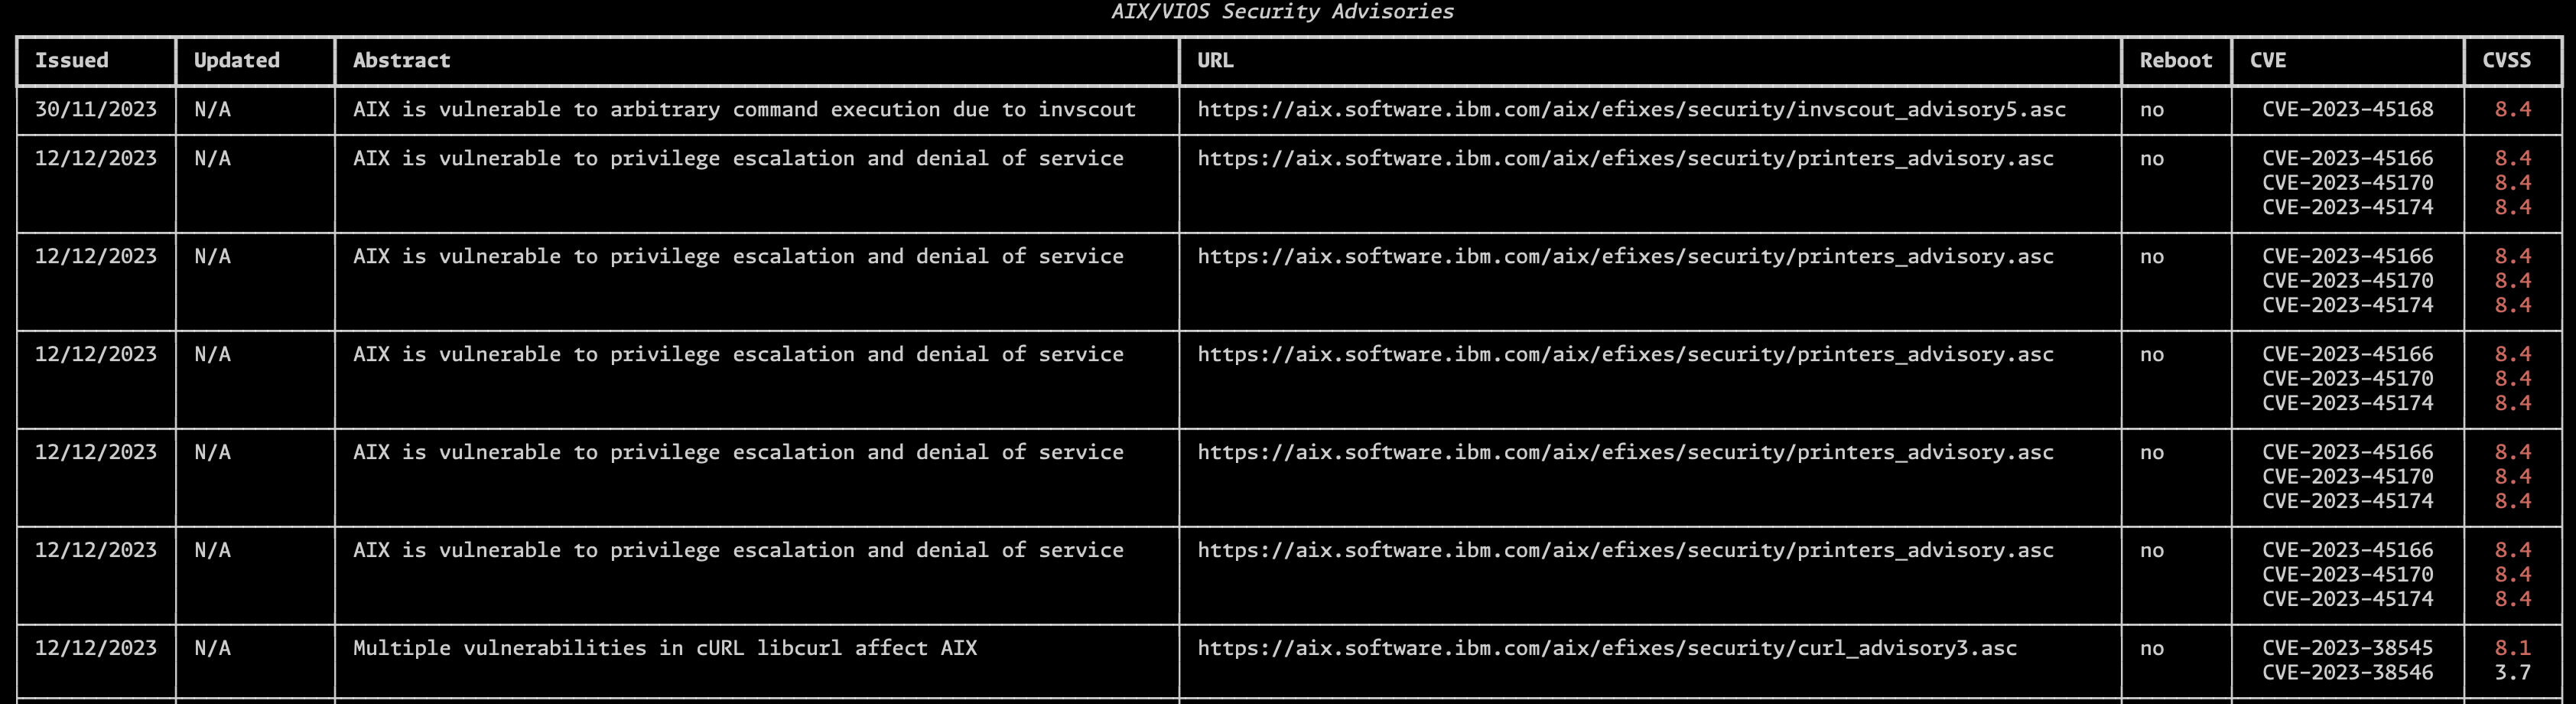 AIX/VIOS Security Advisories
Issued Updated Abstract URL Reboot CVE CVSS
30/11/2023 N/A AIX is vulnerable to arbitrary command execution due to invscout https://aix.software.ibm.com/aix/efixes/security/invscout_advisory5.asc no CVE-2023-45168 8.4
12/12/2023 N/A AIX is vulnerable to privilege escalation and denial of service https://aix.software.ibm.com/aix/efixes/security/printers_advisory.asc no CVE-2023-45166 8.4
CVE-2023-45170 8.4
CVE-2023-45174 8.4
12/12/2023 N/A AIX is vulnerable to privilege escalation and denial of service https://aix.software.ibm.com/aix/efixes/security/printers_advisory.asc no CVE-2023-45166 8.4
CVE-2023-45170 8.4
CVE-2023-45174 8.4
12/12/2023 N/A AIX is vulnerable to privilege escalation and denial of service https://aix.software.ibm.com/aix/efixes/security/printers_advisory.asc no CVE-2023-45166 8.4
CVE-2023-45170 8.4
CVE-2023-45174 8.4
12/12/2023 N/A AIX is vulnerable to privilege escalation and denial of service https://aix.software.ibm.com/aix/efixes/security/printers_advisory.asc no CVE-2023-45166 8.4
CVE-2023-45170 8.4
CVE-2023-45174 8.4
12/12/2023 N/A AIX is vulnerable to privilege escalation and denial of service https://aix.software.ibm.com/aix/efixes/security/printers_advisory.asc no CVE-2023-45166 8.4
CVE-2023-45170 8.4
CVE-2023-45174 8.4
12/12/2023 N/A Multiple vulnerabilities in cURL libcurl affect AIX https://aix.software.ibm.com/aix/efixes/security/curl_advisory3.asc no CVE-2023-38545 8.1
CVE-2023-38546 3.7